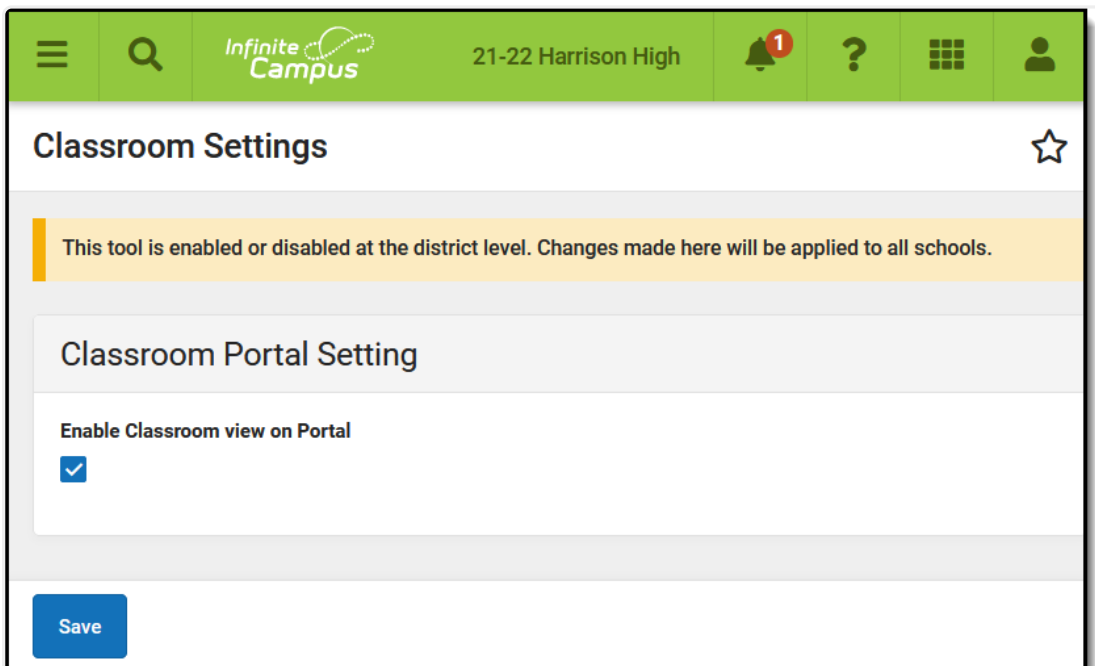 Infinite
Campus
21-22 Harrison High
1
?
Classroom Settings
This tool is enabled or disabled at the district level. Changes made here will be applied to all schools.
Classroom Portal Setting
Enable Classroom view on Portal
Save